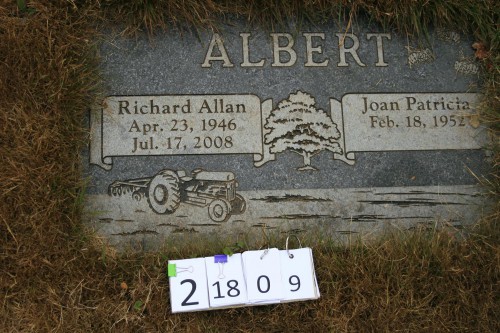 ALBERT
Richard Allan
Apr. 23, 1946
Jul. 17, 2008
Joan Patricia
Feb. 18, 1952
2 18 0 9